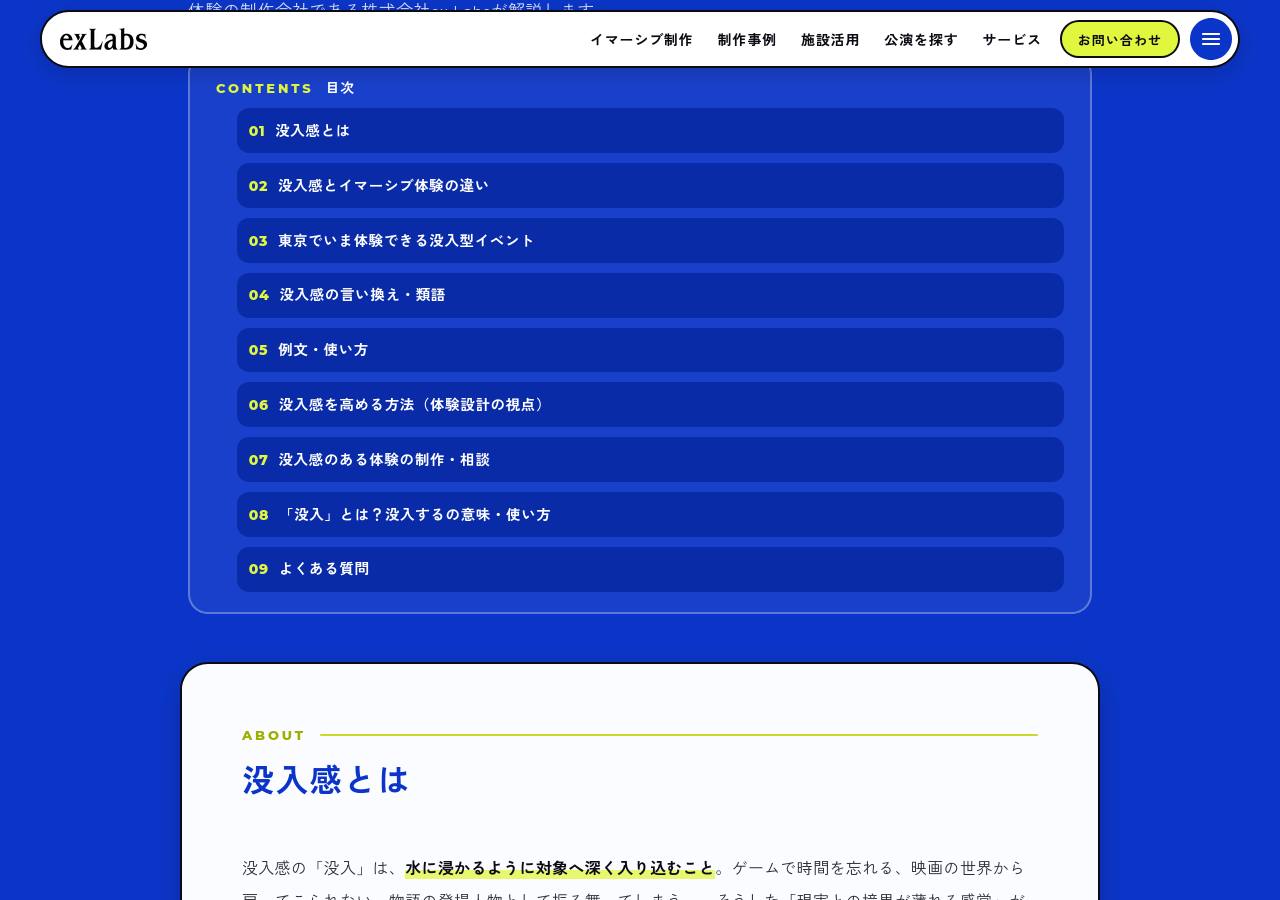 exLabs
イマーシブ制作
制作事例
施設活用
公演を探す
サービス
お問い合わせ
CONTENTS 目次
01 没入感とは
02 没入感とイマーシブ体験の違い
03 東京でいま体験できる没入型イベント
04 没入感の言い換え・類語
05 例文・使い方
06 没入感を高める方法（体験設計の視点）
07 没入感のある体験の制作・相談
08 「没入」とは？没入するの意味・使い方
09 よくある質問
ABOUT
没入感とは
没入感の「没入」は、水に浸かるように対象へ深く入り込むこと。ゲームで時間を忘れる、映画の世界から